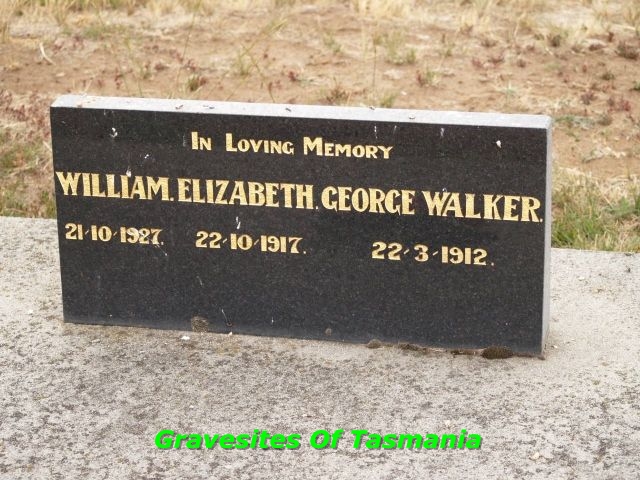 In Loving Memory
WILLIAM. ELIZABETH. GEORGE WALKER.
21-10-1927. 22-10-1917. 22-3-1912.
Gravesites Of Tasmania